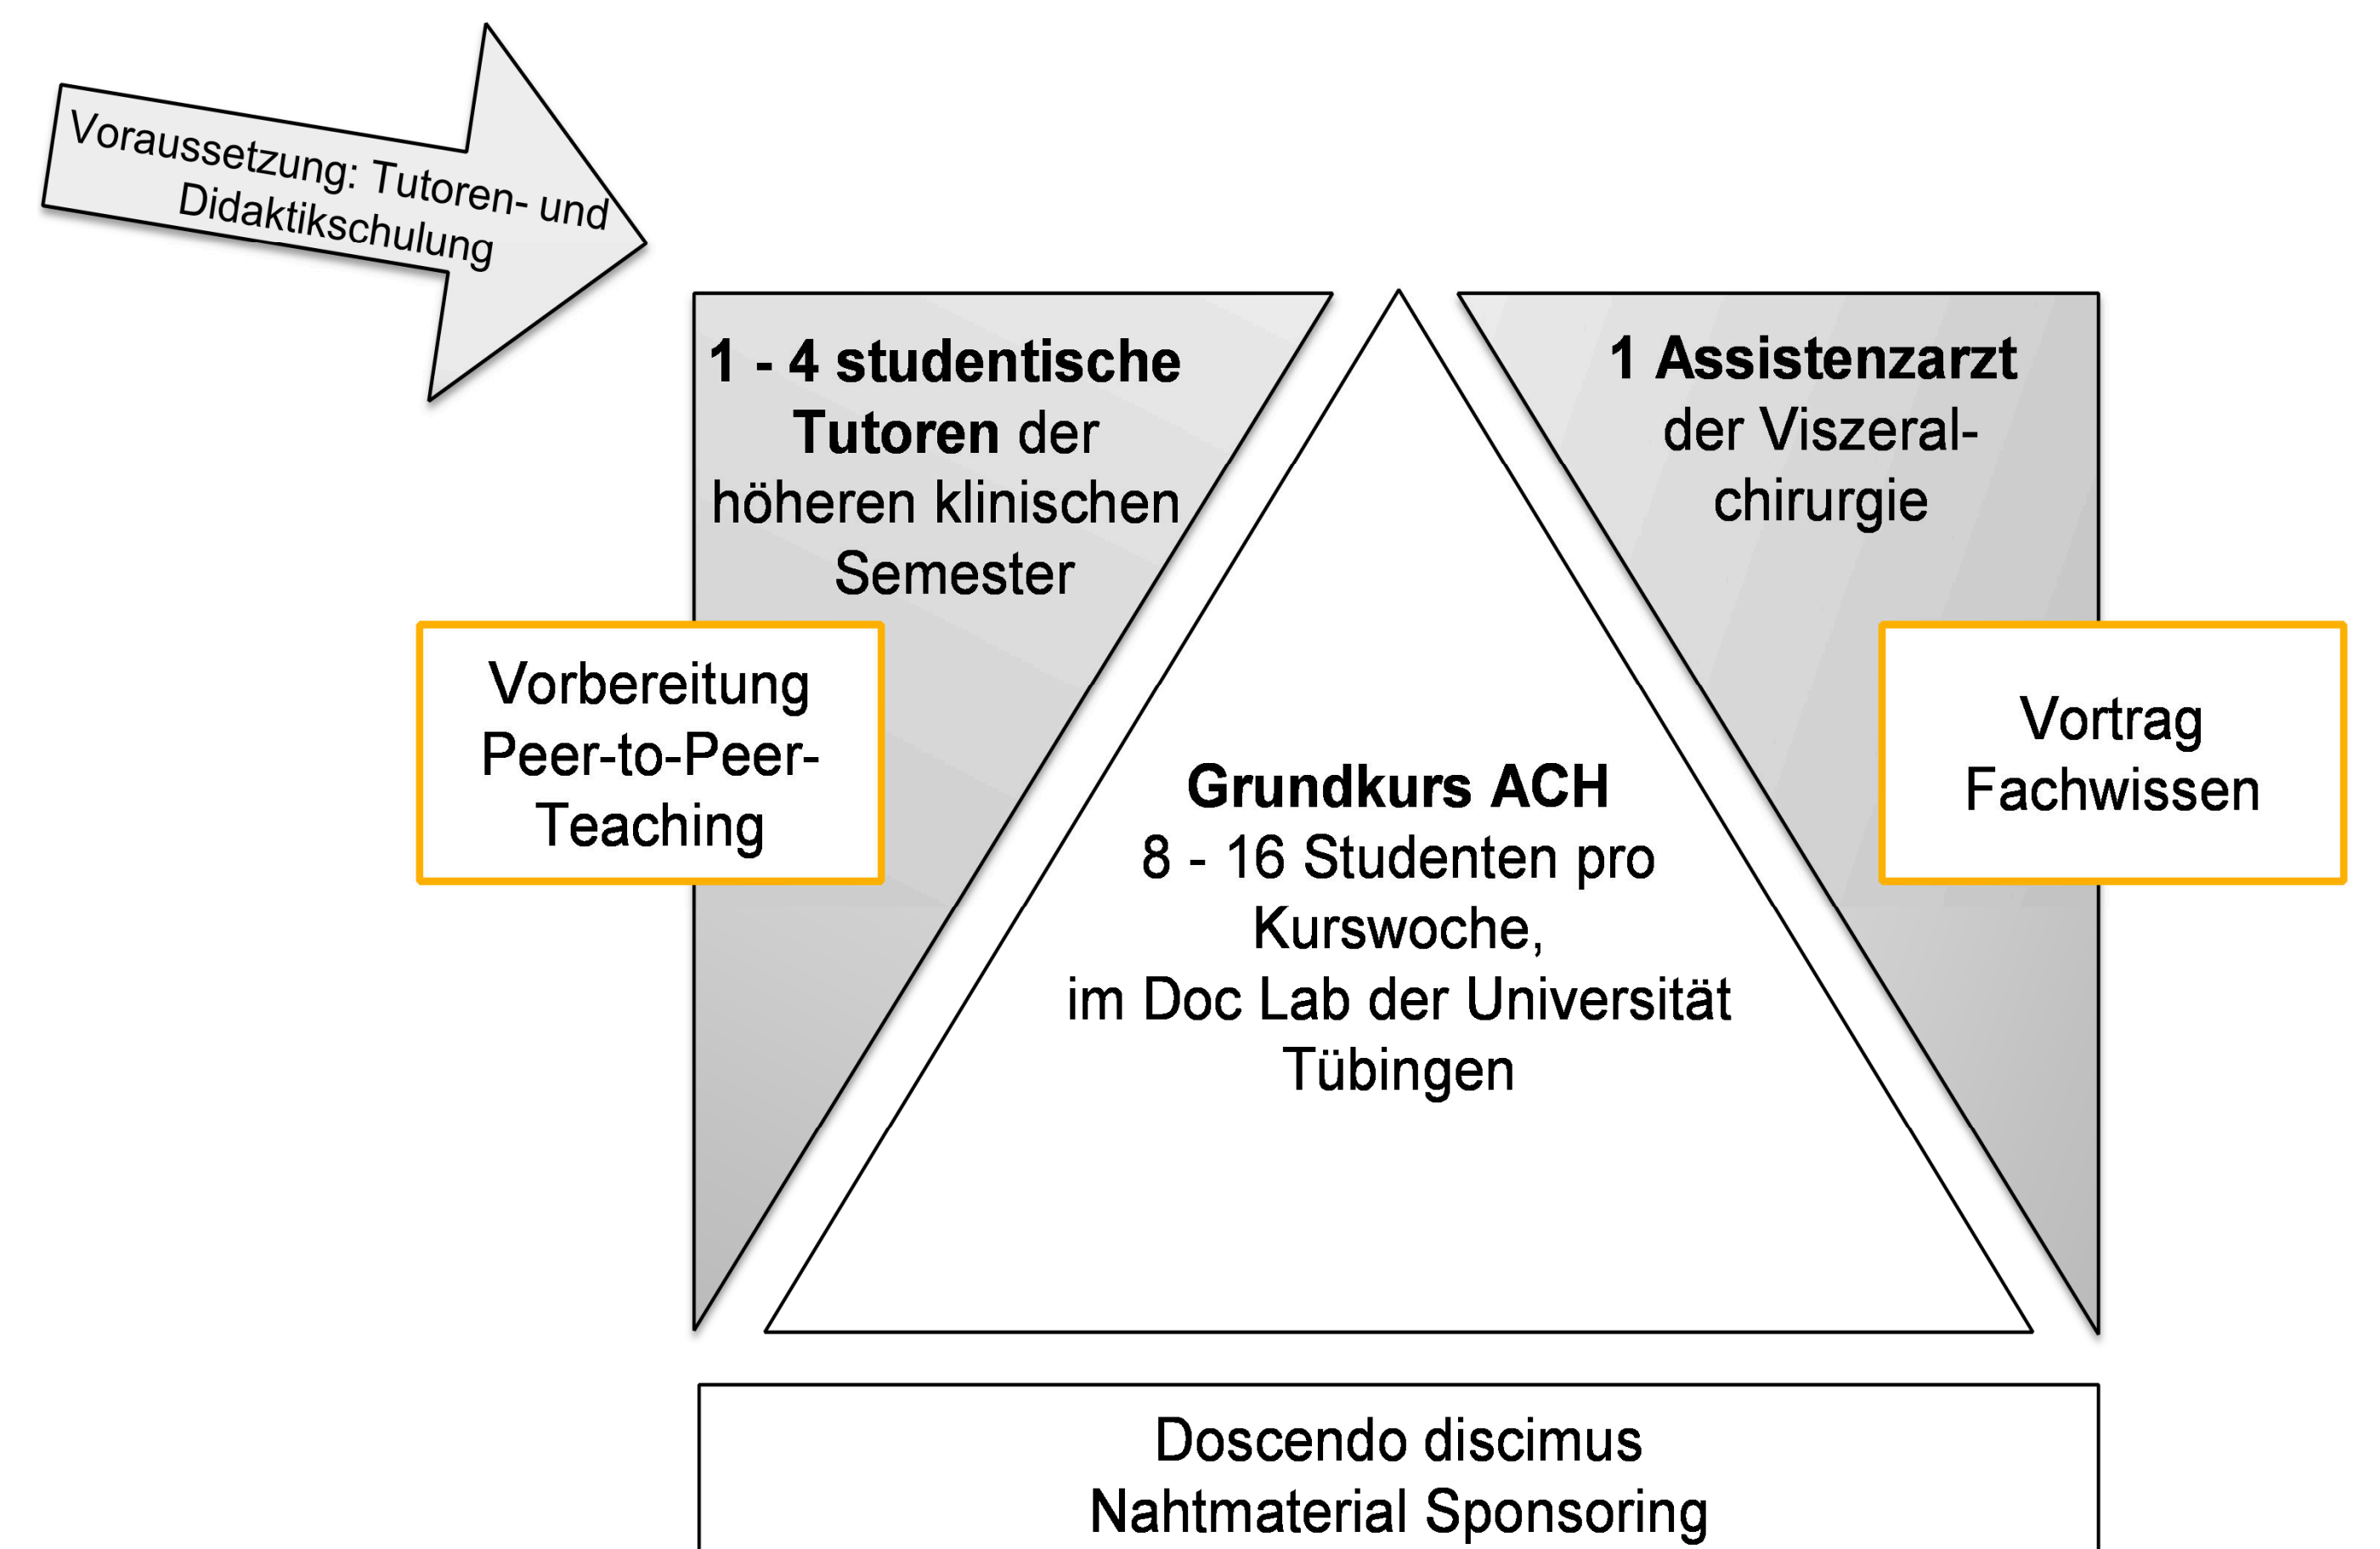 Voraussetzung: Tutoren- und
Didaktikschulung
1 - 4 studentische
Tutoren der
höheren klinischen
Semester
1 Assistenzarzt
der Viszeral-
chirurgie
Vorbereitung
Peer-to-Peer-
Teaching
Vortrag
Fachwissen
Grundkurs ACH
8 - 16 Studenten pro
Kurswoche,
im Doc Lab der Universität
Tübingen
Doscendo discimus
Nahtmaterial Sponsoring